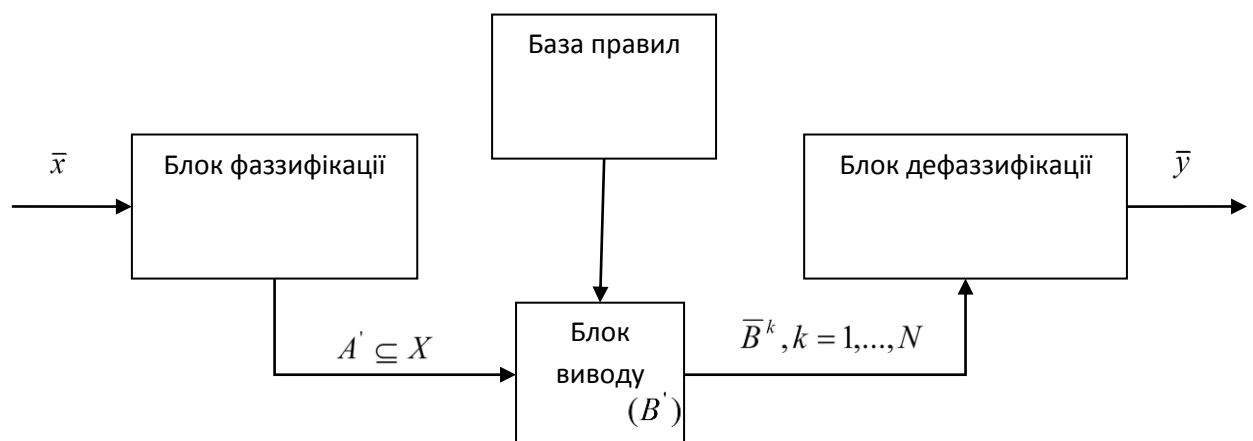 База правил
x̄
Блок фаззифікації
Блок дефаззифікації
ȳ
A' ⊆ X
Блок
виводу
(B')
B̄ᵏ, k = 1,..., N